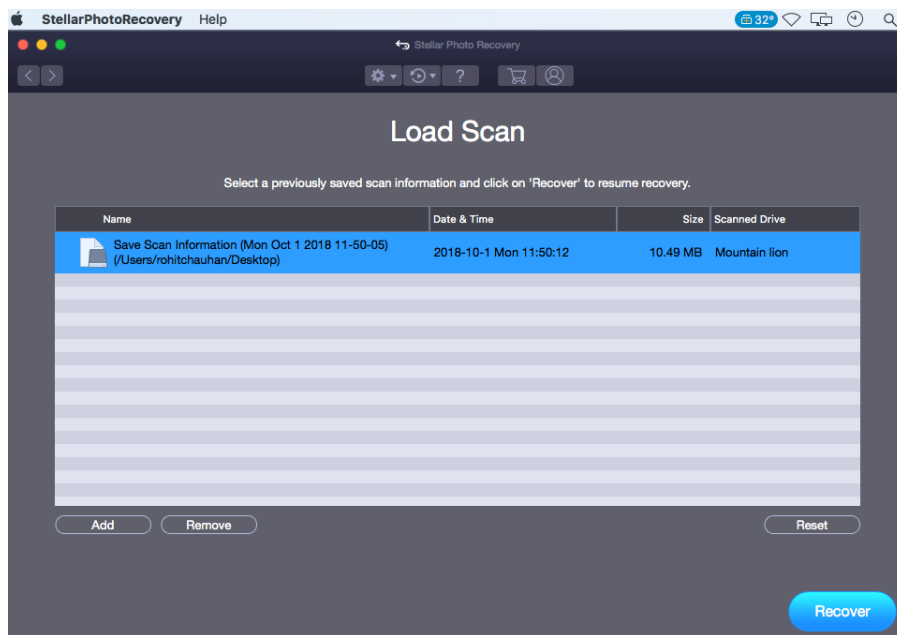 StellarPhotoRecovery Help 32°
Stellar Photo Recovery
?
Load Scan
Select a previously saved scan information and click on 'Recover' to resume recovery.
Name Date & Time Size Scanned Drive
Save Scan Information (Mon Oct 1 2018 11-50-05) 2018-10-1 Mon 11:50:12 10.49 MB Mountain lion
(/Users/rohitchauhan/Desktop)
Add Remove Reset
Recover